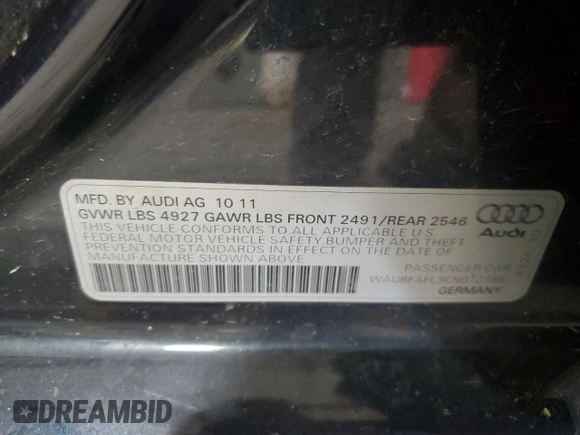 MFD. BY AUDI AG 10 11
GVWR LBS 4927 GAWR LBS FRONT 2491/REAR 2546
THIS VEHICLE CONFORMS TO ALL APPLICABLE
FEDERAL MOTOR VEHICLE SAFETY,BUMPER AND THEFT
PREVENTION STANDARDS IN EFFECT ON THE DATE OF
MANUFACTURE SHOWN ABOVE
Audi
PASSENGER CAR
GERMANY
DREAMBID